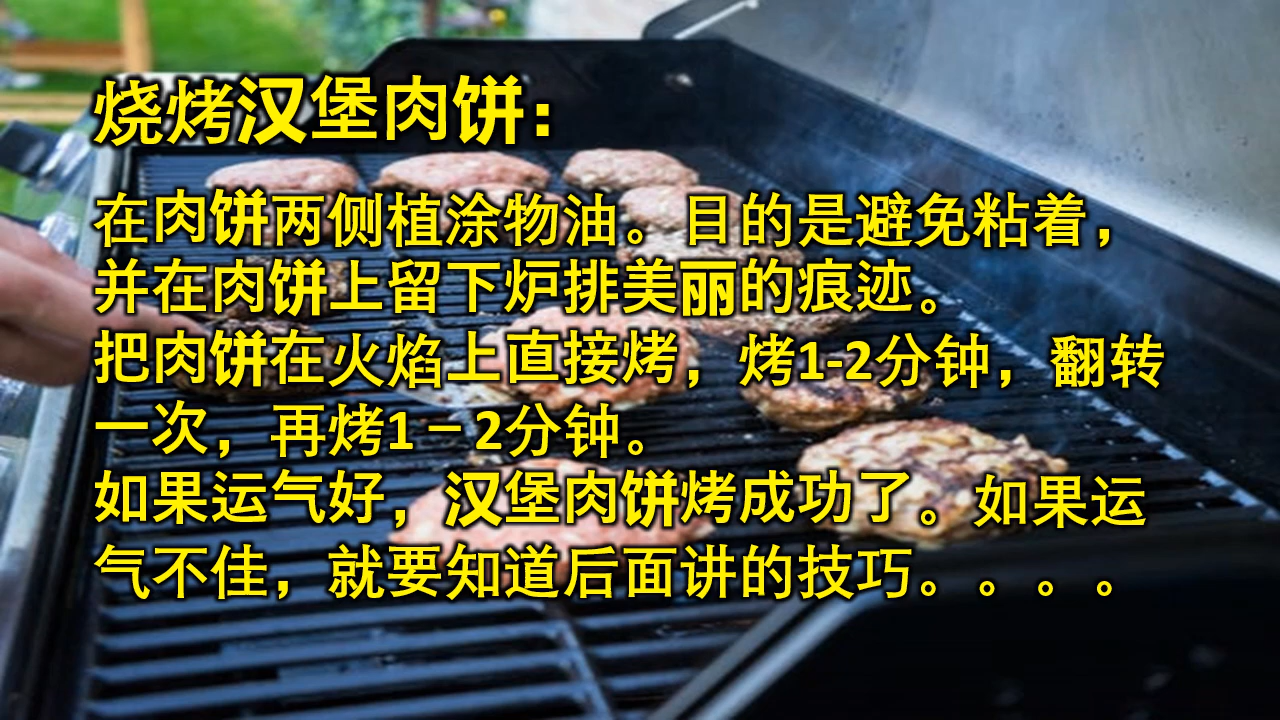 烧烤汉堡肉饼：
在肉饼两侧植涂物油。目的是避免粘着，
并在肉饼上留下炉排美丽的痕迹。
把肉饼在火焰上直接烤，烤1-2分钟，翻转
一次，再烤1－2分钟。
如果运气好，汉堡肉饼烤成功了。如果运
气不佳，就要知道后面讲的技巧。。。。